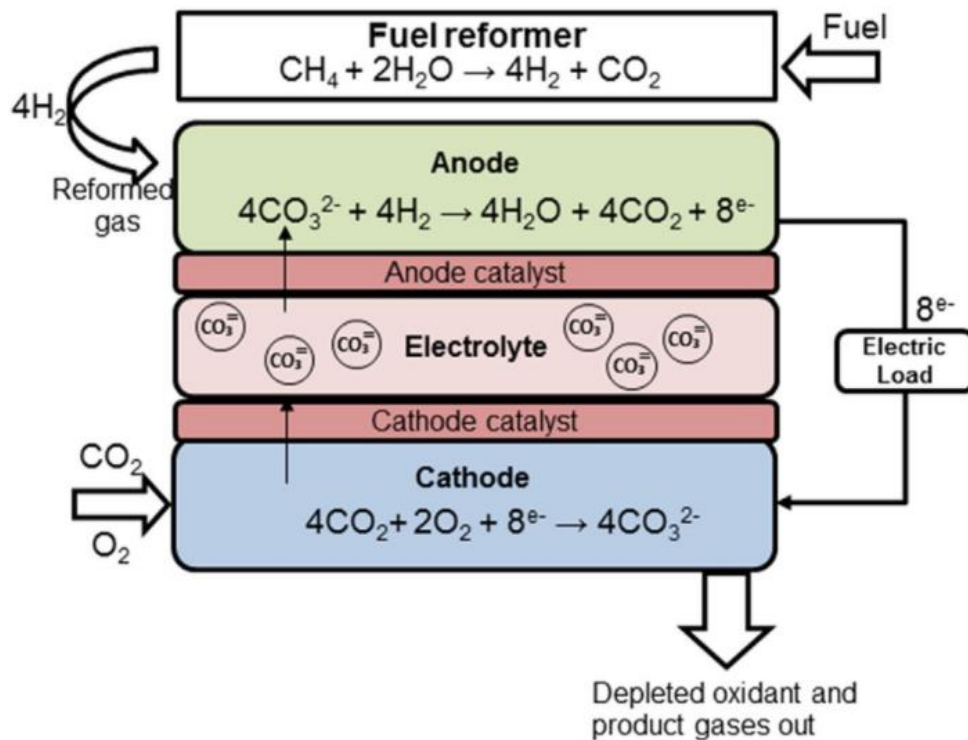 Fuel reformer
CH₄ + 2H₂O → 4H₂ + CO₂
Fuel
4H₂
Reformed
gas
Anode
4CO₃²⁻ + 4H₂ → 4H₂O + 4CO₂ + 8ᵉ⁻
Anode catalyst
CO₃⁼
CO₃⁼
CO₃⁼
Electrolyte
CO₃⁼
CO₃⁼
CO₃⁼
8ᵉ⁻
Electric
Load
Cathode catalyst
CO₂
O₂
Cathode
4CO₂+ 2O₂ + 8ᵉ⁻ → 4CO₃²⁻
Depleted oxidant and
product gases out